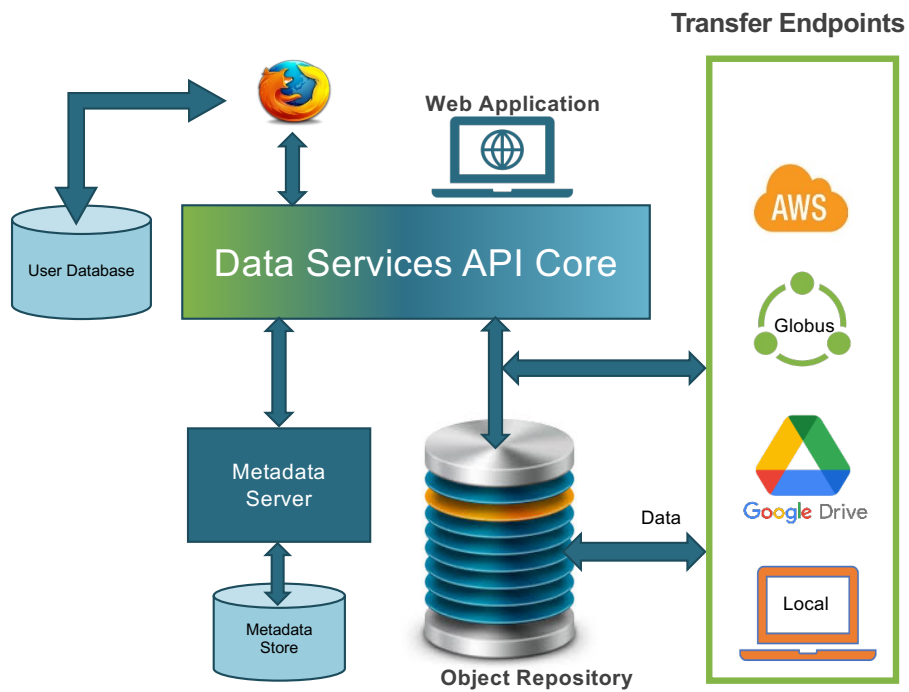 Transfer Endpoints
Web Application
AWS
User Database
Data Services API Core
Globus
Metadada
Server
Data
Google Drive
Local
Metadata
Store
Object Repository